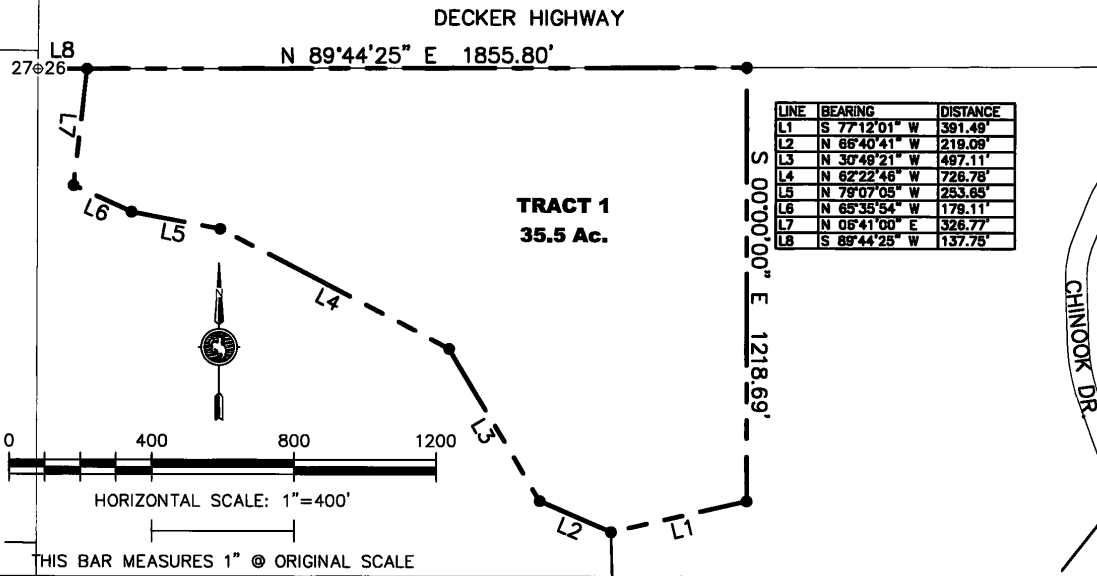 DECKER HIGHWAY
L8
N 89°44'25" E 1855.80'
27 26
L7
LINE BEARING DISTANCE
L1 S 77°12'01" W 391.49'
L2 N 66°40'41" W 219.09'
L3 N 30°49'21" W 497.11'
L4 N 62°22'46" W 726.78'
L5 N 79°07'05" W 253.65'
L6 N 65°35'54" W 179.11'
L7 N 06°41'00" E 326.77'
L8 S 89°44'25" W 137.75'
S 00°00'00" E 1218.69'
TRACT 1
35.5 Ac.
L6
L5
L4
N
CHINOOK DR.
L3
0 400 800 1200
HORIZONTAL SCALE: 1"=400'
L2
L1
THIS BAR MEASURES 1" @ ORIGINAL SCALE